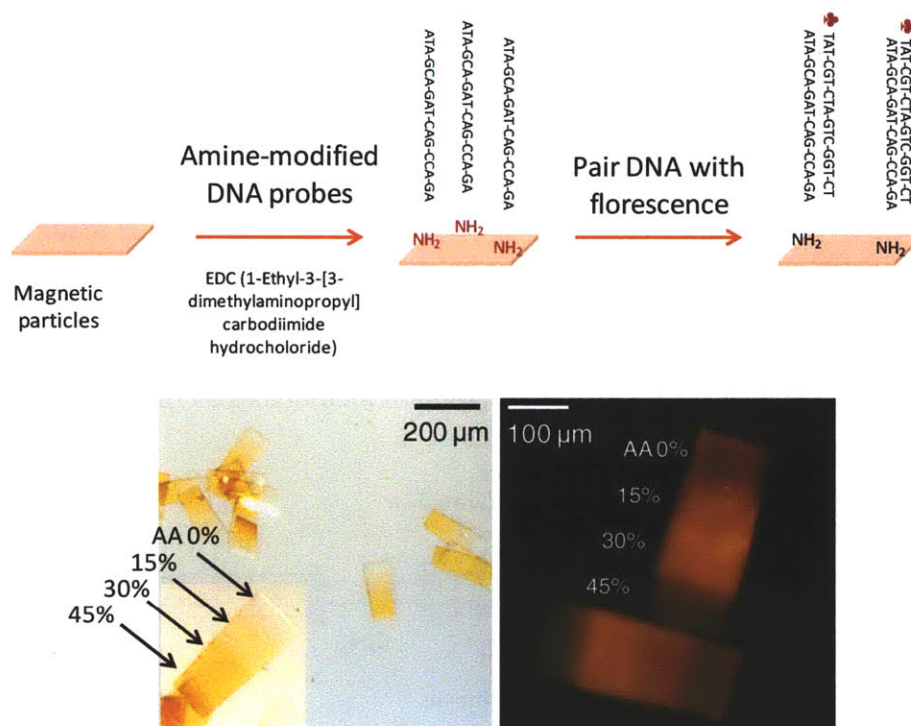 ATA-GCA-GAT-CAG-CCA-GA
ATA-GCA-GAT-CAG-CCA-GA
ATA-GCA-GAT-CAG-CCA-GA
TAT-CGT-CTA-GTC-GGT-CT
ATA-GCA-GAT-CAG-CCA-GA
TAT-CGT-CTA-GTC-GGT-CT
ATA-GCA-GAT-CAG-CCA-GA
Amine-modified
DNA probes
Pair DNA with
florescence
NH2
NH2
NH2
NH2
NH2
Magnetic
particles
EDC (1-Ethyl-3-[3-
dimethylaminopropyl]
carbodiimide
hydrocholoride)
200 µm
AA 0%
15%
30%
45%
100 µm
AA 0%
15%
30%
45%